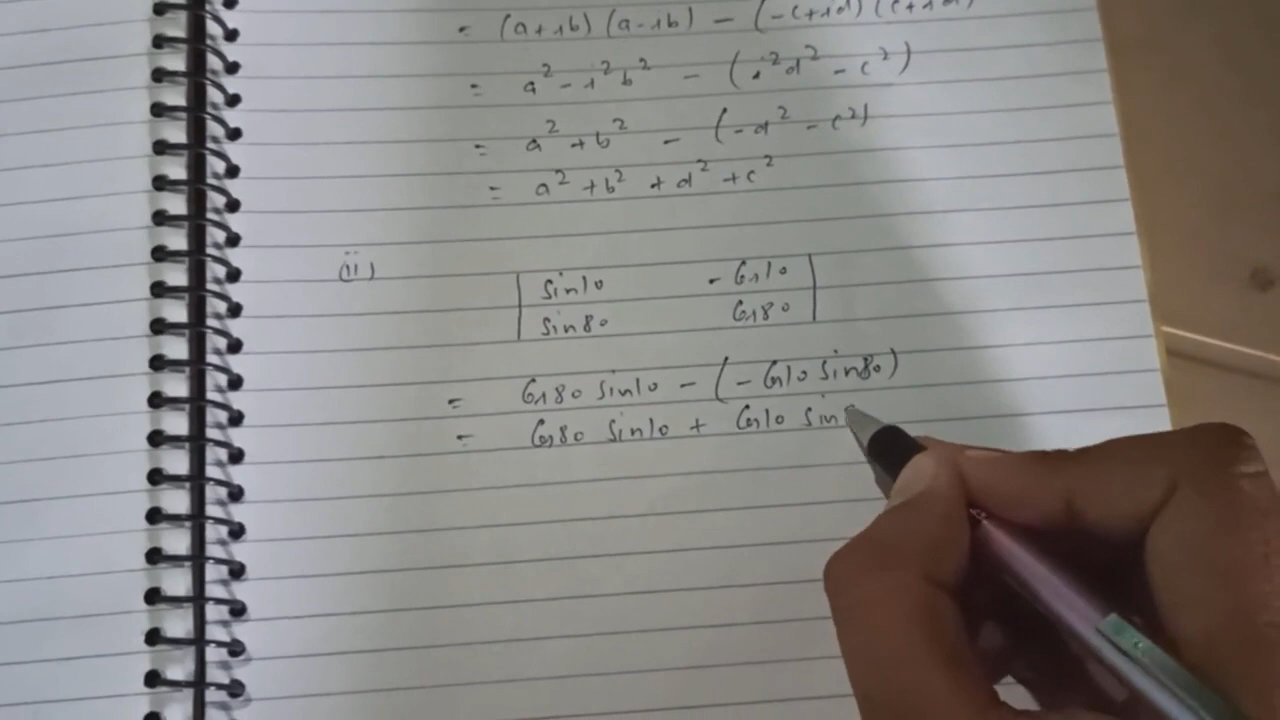 = (a+ib) (a-ib) - (-c+id) (c+id)
= a² - i²b² - (i²d² - c²)
= a² + b² - (-d² - c²)
= a² + b² + d² + c²
(ii)
sin10 - cos10
sin80 cos80
= cos80 sin10 - (- cos10 sin80)
= cos80 sin10 + cos10 sin